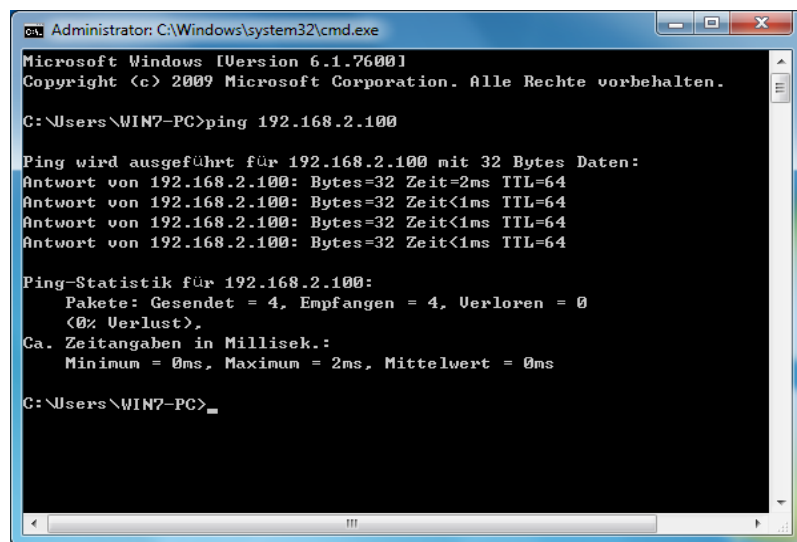 Administrator: C:\Windows\system32\cmd.exe
Microsoft Windows [Version 6.1.7600]
Copyright (c) 2009 Microsoft Corporation. Alle Rechte vorbehalten.
C:\Users\WIN7-PC>ping 192.168.2.100
Ping wird ausgeführt für 192.168.2.100 mit 32 Bytes Daten:
Antwort von 192.168.2.100: Bytes=32 Zeit=2ms TTL=64
Antwort von 192.168.2.100: Bytes=32 Zeit<1ms TTL=64
Antwort von 192.168.2.100: Bytes=32 Zeit<1ms TTL=64
Antwort von 192.168.2.100: Bytes=32 Zeit<1ms TTL=64
Ping-Statistik für 192.168.2.100:
Pakete: Gesendet = 4, Empfangen = 4, Verloren = 0
(0% Verlust),
Ca. Zeitangaben in Millisek.:
Minimum = 0ms, Maximum = 2ms, Mittelwert = 0ms
C:\Users\WIN7-PC>_